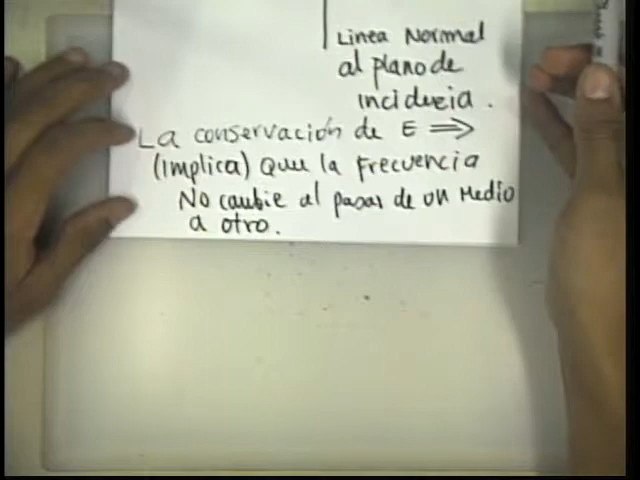 Linea Normal
al plano de
incidencia.
La conservación de E ⇒
(implica) que la Frecuencia
No cambie al pasar de un Medio
a otro.